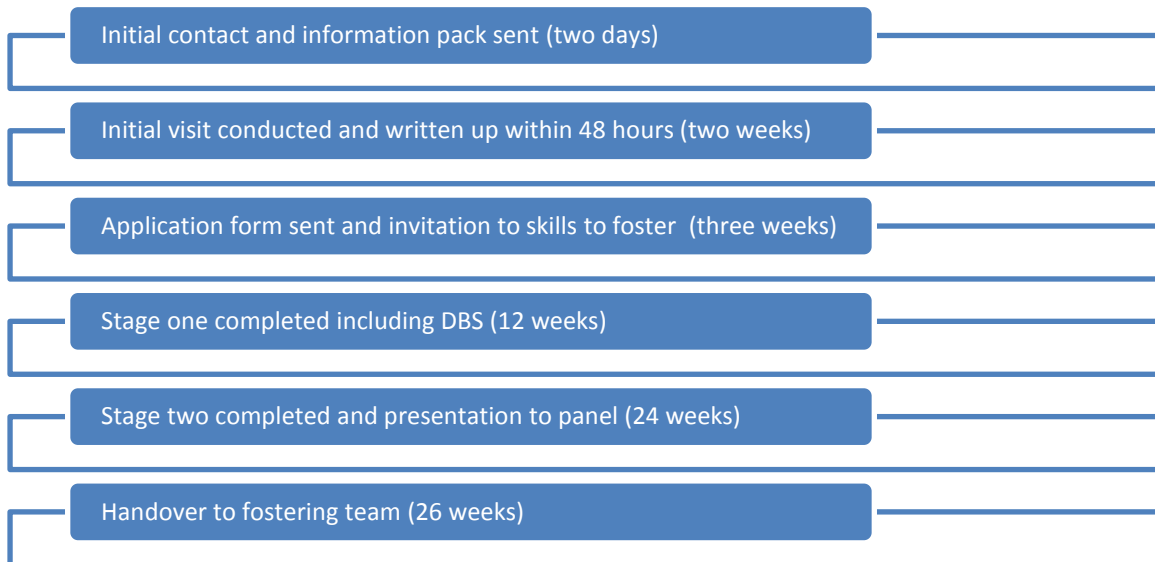 Initial contact and information pack sent (two days)
Initial visit conducted and written up within 48 hours (two weeks)
Application form sent and invitation to skills to foster  (three weeks)
Stage one completed including DBS (12 weeks)
Stage two completed and presentation to panel (24 weeks)
Handover to fostering team (26 weeks)